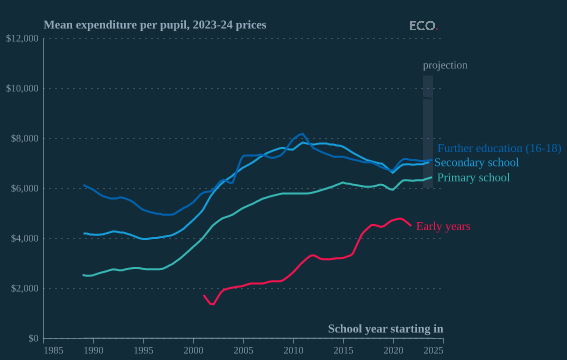 Mean expenditure per pupil, 2023-24 prices
ECO.
$12,000
projection
$10,000
$8,000
Further education (16-18)
Secondary school
Primary school
$6,000
Early years
$4,000
$2,000
School year starting in
$0
1985 1990 1995 2000 2005 2010 2015 2020 2025